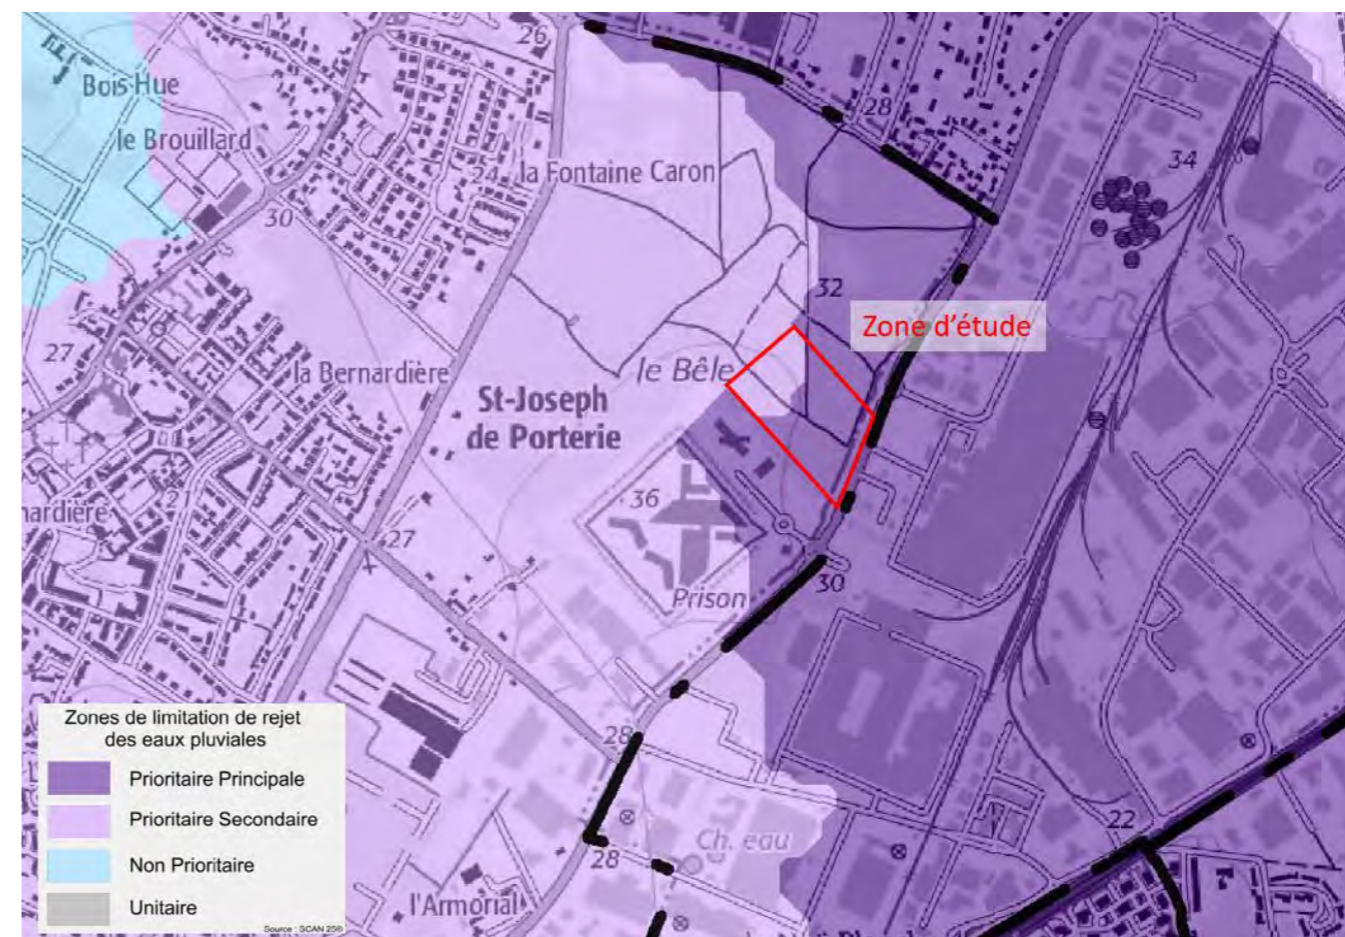 26
Bois Hue
le Brouillard
28
34
24
la Fontaine Caron
30
32
Zone d'étude
27
la Bernardière
le Bêle
St-Joseph
de Porterie
36
21
nardière
27
Prison
30
28
Zones de limitation de rejet
des eaux pluviales
Prioritaire Principale
Prioritaire Secondaire
Non Prioritaire
Unitaire
Source : SCAN 25®
22
Ch. eau
28
l'Armorial